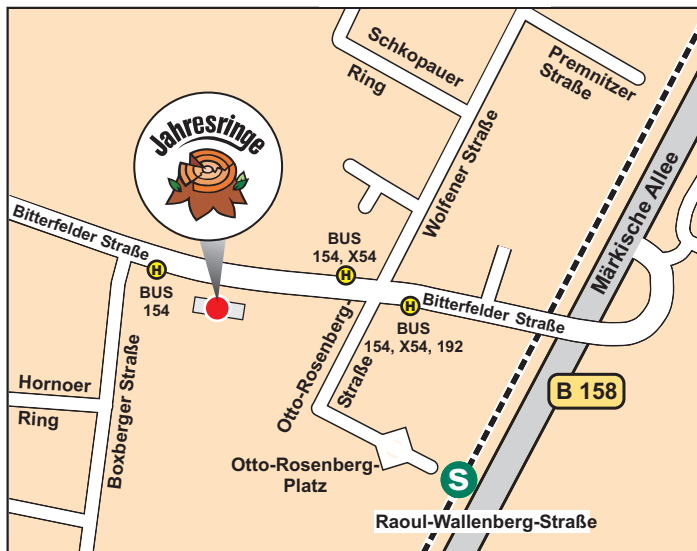 Schkopauer
Ring
Premnitzer
Straße
Jahresringe
Wolfener Straße
Märkische Allee
Bitterfelder Straße
H
BUS
154
BUS
154, X54
H
H
BUS
154, X54, 192
Bitterfelder Straße
Otto-Rosenberg-
Straße
Boxberger Straße
Hornoer
Ring
B 158
Otto-Rosenberg-
Platz
S
Raoul-Wallenberg-Straße